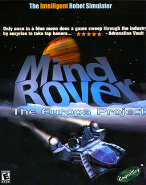 The Intelligent Robot Simulator
Only once in a blue moon does a game sweep through the industry
by surprise to take top honors... ★★★★★ - Adrenaline Vault
Mind
Rover
The Europa Project
CogniToy